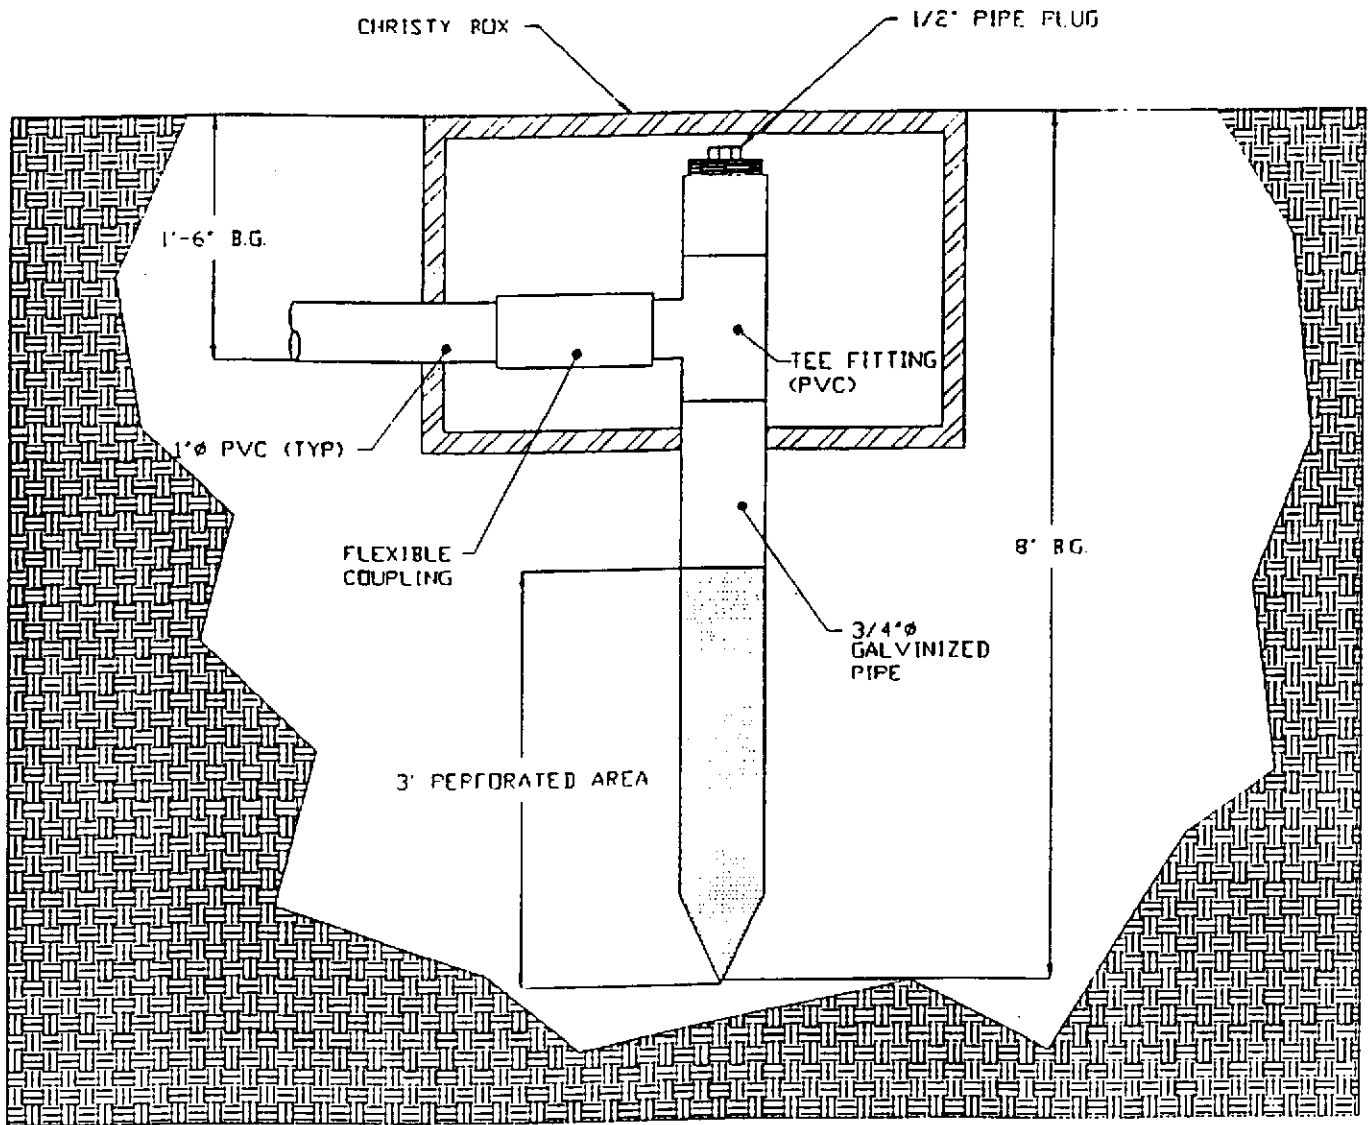 CHRISTY BOX
1/2" PIPE PLUG
1'-6" B.G.
TEE FITTING
(PVC)
1"ø PVC (TYP)
FLEXIBLE
COUPLING
8' B.G.
3/4"ø
GALVINIZED
PIPE
3' PERFORATED AREA